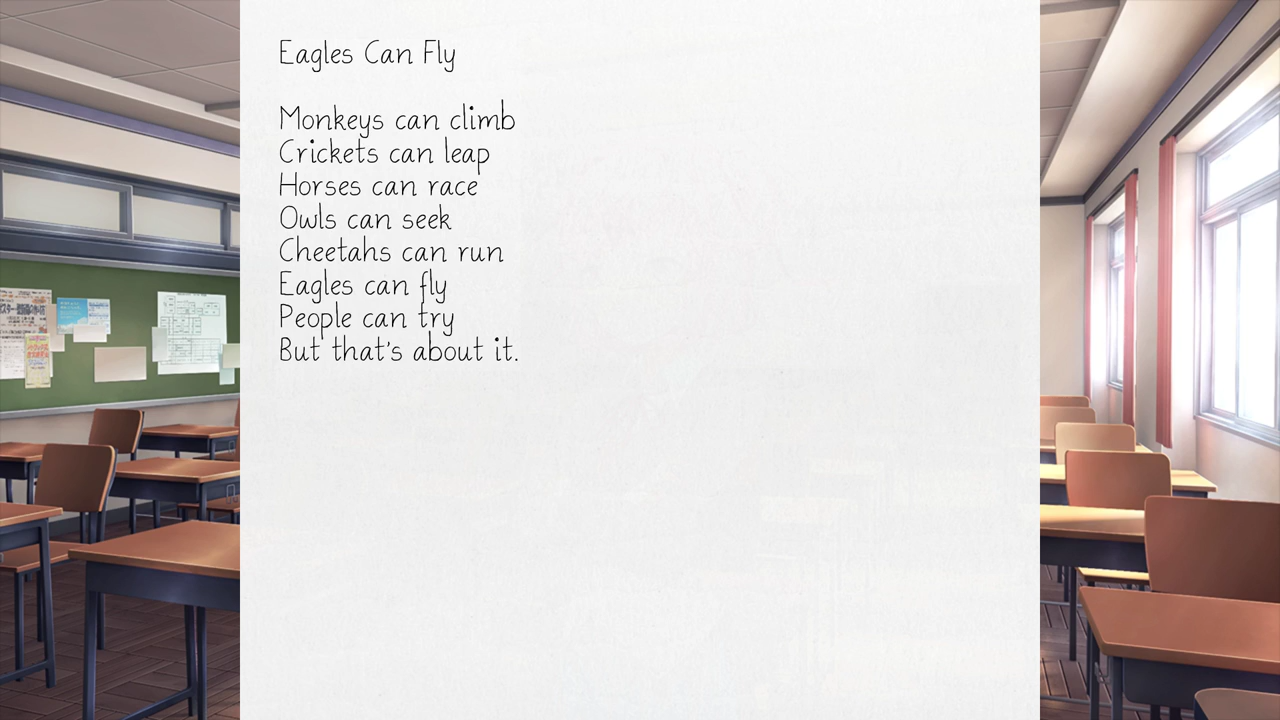 Eagles Can Fly
Monkeys can climb
Crickets can leap
Horses can race
Owls can seek
Cheetahs can run
Eagles can fly
People can try
But that's about it.